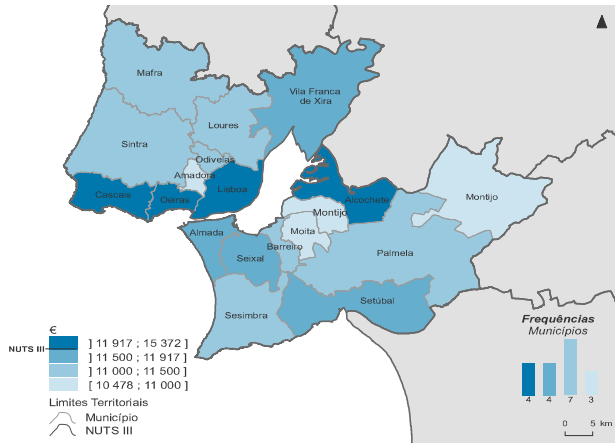 Mafra
Vila Franca
de Xira
Loures
Sintra
Odivelas
Amadora
Cascais
Oeiras
Lisboa
Alcochete
Montijo
Montijo
Moita
Almada
Barreiro
Seixal
Palmela
Sesimbra
Setúbal
€
] 11 917 ; 15 372 ]
NUTS III
] 11 500 ; 11 917 ]
] 11 000 ; 11 500 ]
[ 10 478 ; 11 000 ]
Limites Territoriais
Município
NUTS III
Frequências
Municípios
4 4 7 3
0 5 km